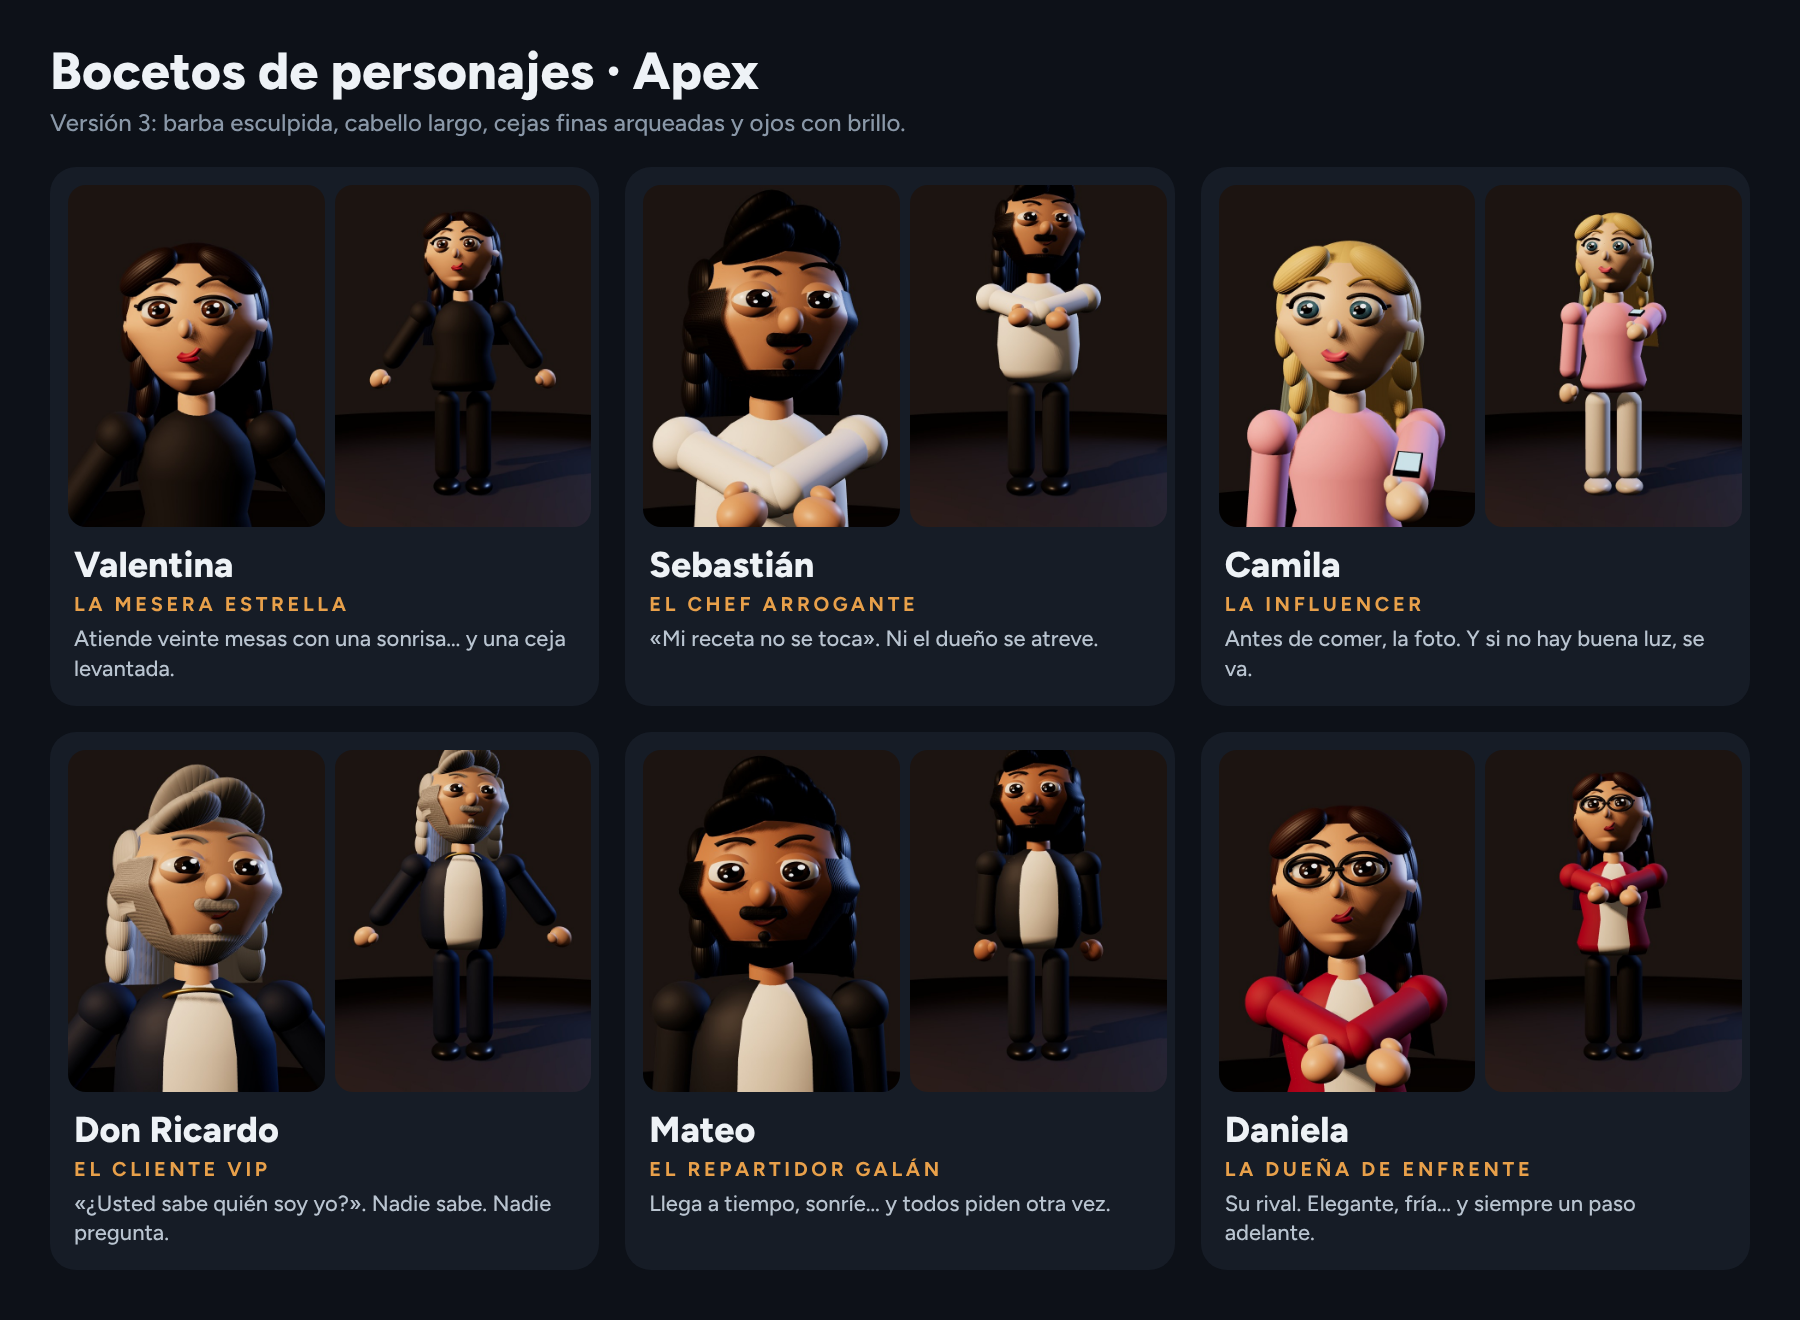 Bocetos de personajes · Apex
Versión 3: barba esculpida, cabello largo, cejas finas arqueadas y ojos con brillo.
Valentina
LA MESERA ESTRELLA
Atiende veinte mesas con una sonrisa... y una ceja
levantada.
Sebastián
EL CHEF ARROGANTE
«Mi receta no se toca». Ni el dueño se atreve.
Camila
LA INFLUENCER
Antes de comer, la foto. Y si no hay buena luz, se
va.
Don Ricardo
EL CLIENTE VIP
«¿Usted sabe quién soy yo?». Nadie sabe. Nadie
pregunta.
Mateo
EL REPARTIDOR GALÁN
Llega a tiempo, sonríe... y todos piden otra vez.
Daniela
LA DUEÑA DE ENFRENTE
Su rival. Elegante, fría... y siempre un paso
adelante.